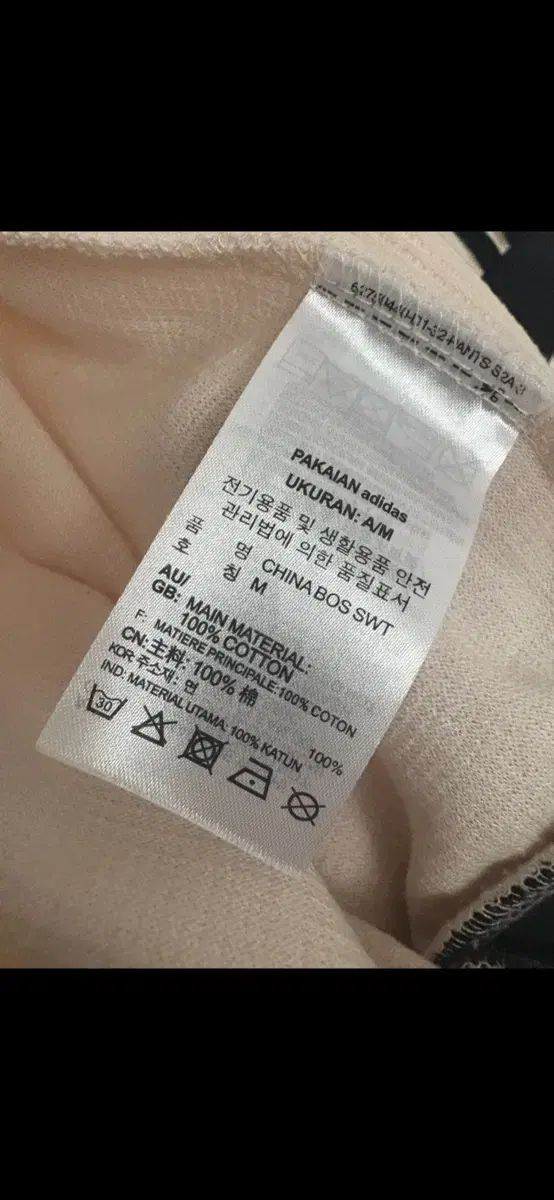 PAKAIAN adidas
UKURAN: A/M
전기용품 및 생활용품 안전
관리법에 의한 품질표서
품 명 CHINA BOS SWT
호 칭 M
AU/
GB: MAIN MATERIAL:
100% COTTON
F: MATIERE PRINCIPALE:100% COTON
CN:主料: 100% 棉
KOR 주소재: 면 100%
IND: MATERIAL UTAMA: 100% KATUN
30